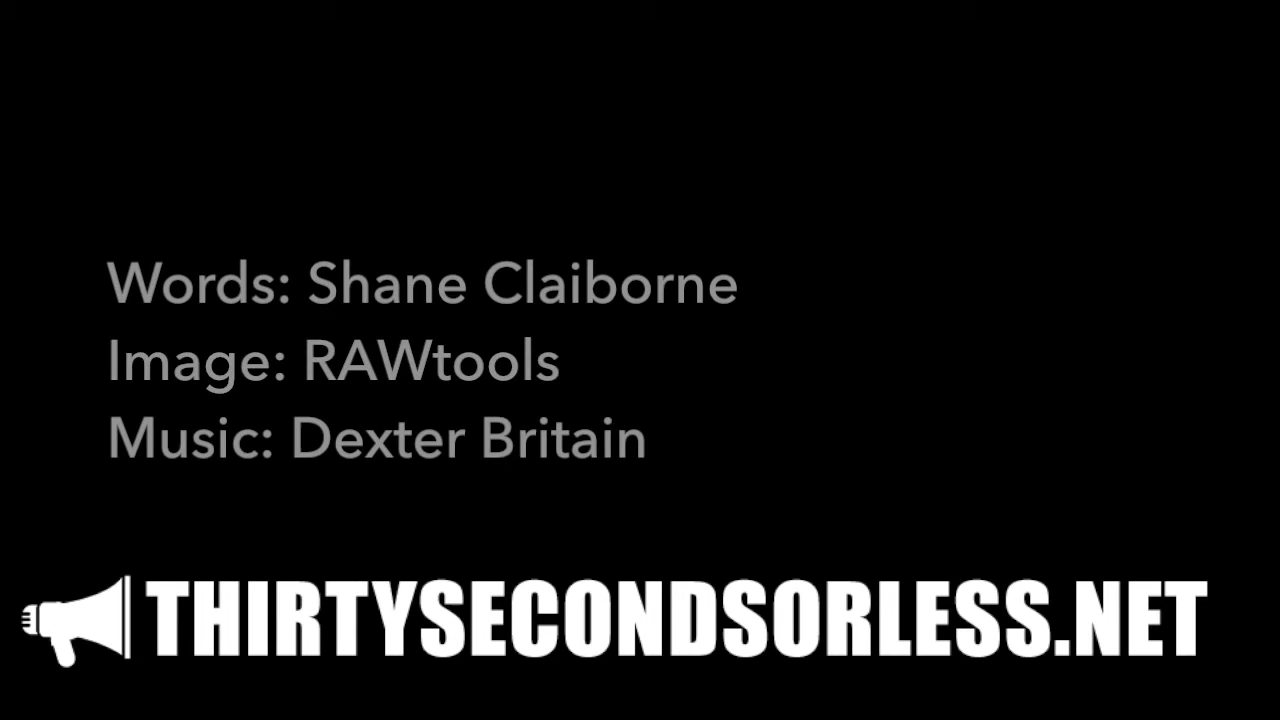 Words: Shane Claiborne
Image: RAWtools
Music: Dexter Britain
THIRTYSECONDSORLESS.NET